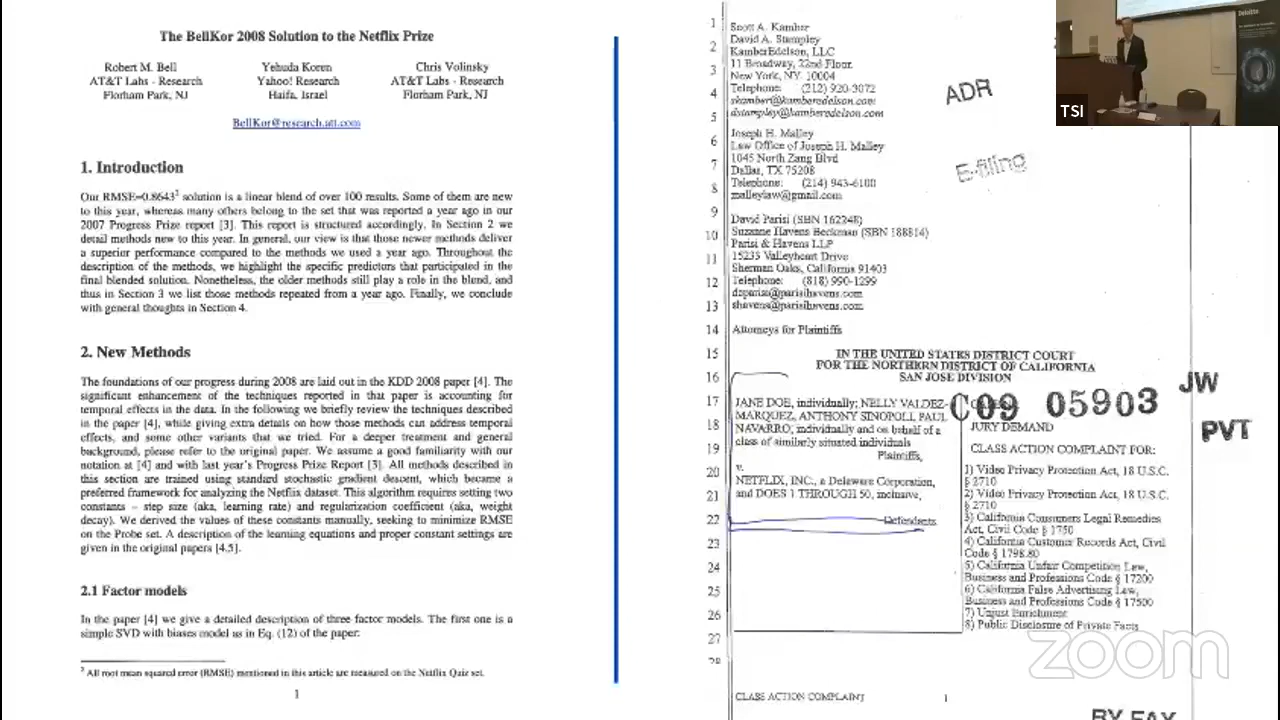 The BellKor 2008 Solution to the Netflix Prize
Robert M. Bell
AT&T Labs - Research
Florham Park, NJ
Yehuda Koren
Yahoo! Research
Haifa, Israel
Chris Volinsky
AT&T Labs - Research
Florham Park, NJ
BellKor@research.att.com
1. Introduction
Our RMSE=0.8643² solution is a linear blend of over 100 results. Some of them are new
to this year, whereas many others belong to the set that was reported a year ago in our
2007 Progress Prize report [3]. This report is structured accordingly. In Section 2 we
detail methods new to this year. In general, our view is that those newer methods deliver
a superior performance compared to the methods we used a year ago. Throughout the
description of the methods, we highlight the specific predictors that participated in the
final blended solution. Nonetheless, the older methods still play a role in the blend, and
thus in Section 3 we list those methods repeated from a year ago. Finally, we conclude
with general thoughts in Section 4.
2. New Methods
The foundations of our progress during 2008 are laid out in the KDD 2008 paper [4]. The
significant enhancement of the techniques reported in that paper is accounting for
temporal effects in the data. In the following we briefly review the techniques described
in the paper [4], while giving extra details on how those methods can address temporal
effects, and some other variants that we tried. For a deeper treatment and general
background, please refer to the original paper. We assume a good familiarity with our
notation at [4] and with last year's Progress Prize Report [3]. All methods described in
this section are trained using standard stochastic gradient descent, which became a
preferred framework for analyzing the Netflix dataset. This algorithm requires setting two
constants – step size (aka, learning rate) and regularization coefficient (aka, weight
decay). We derived the values of these constants manually, seeking to minimize RMSE
on the Probe set. A description of the learning equations and proper constant settings are
given in the original papers [4,5].
2.1 Factor models
In the paper [4] we give a detailed description of three factor models. The first one is a
simple SVD with biases model as in Eq. (12) of the paper:
² All root mean squared error (RMSE) mentioned in this article are measured on the Netflix Quiz set.
1
1
2
3
4
5
6
7
8
9
10
11
12
13
14
15
16
17
18
19
20
21
22
23
24
25
26
27
28
Scott A. Kamber
David A. Stampley
KamberEdelson, LLC
11 Broadway, 22nd Floor.
New York, NY. 10004
Telephone: (212) 920-3072
skamber@kamberedelson.com
dstampley@kamberedelson.com
Joseph H. Malley
Law Office of Joseph H. Malley
1045 North Zang Blvd
Dallas, TX 75208
Telephone: (214) 943-6100
malleylaw@gmail.com
David Parisi (SBN 162248)
Suzanne Havens Beckman (SBN 188814)
Parisi & Havens LLP
15233 Valleyheart Drive
Sherman Oaks, California 91403
Telephone: (818) 990-1299
dcparisi@parisihavens.com
shavens@parisihavens.com
Attorneys for Plaintiffs
ADR
E-filing
IN THE UNITED STATES DISTRICT COURT
FOR THE NORTHERN DISTRICT OF CALIFORNIA
SAN JOSE DIVISION
JANE DOE, individually; NELLY VALDEZ-
MARQUEZ, ANTHONY SINOPOLI, PAUL
NAVARRO, individually and on behalf of a
class of similarly situated individuals
Plaintiffs,
v.
NETFLIX, INC., a Delaware Corporation,
and DOES 1 THROUGH 50, inclusive,
Defendants.
C09 05903
JW
PVT
JURY DEMAND
CLASS ACTION COMPLAINT FOR:
1) Video Privacy Protection Act, 18 U.S.C.
§ 2710
2) Video Privacy Protection Act, 18 U.S.C.
§ 2710
3) California Consumers Legal Remedies
Act, Civil Code § 1750
4) California Customer Records Act, Civil
Code § 1798.80
5) California Unfair Competition Law,
Business and Professions Code § 17200
6) California False Advertising Law,
Business and Professions Code § 17500
7) Unjust Enrichment
8) Public Disclosure of Private Facts
CLASS ACTION COMPLAINT
1
BY FAX
TSI
Deloitte
zoom